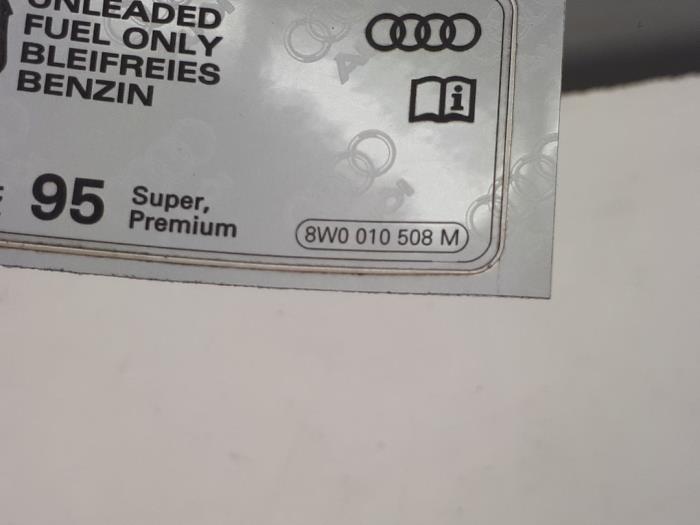 UNLEADED
FUEL ONLY
BLEIFREIES
BENZIN
95 Super,
Premium
8W0 010 508 M